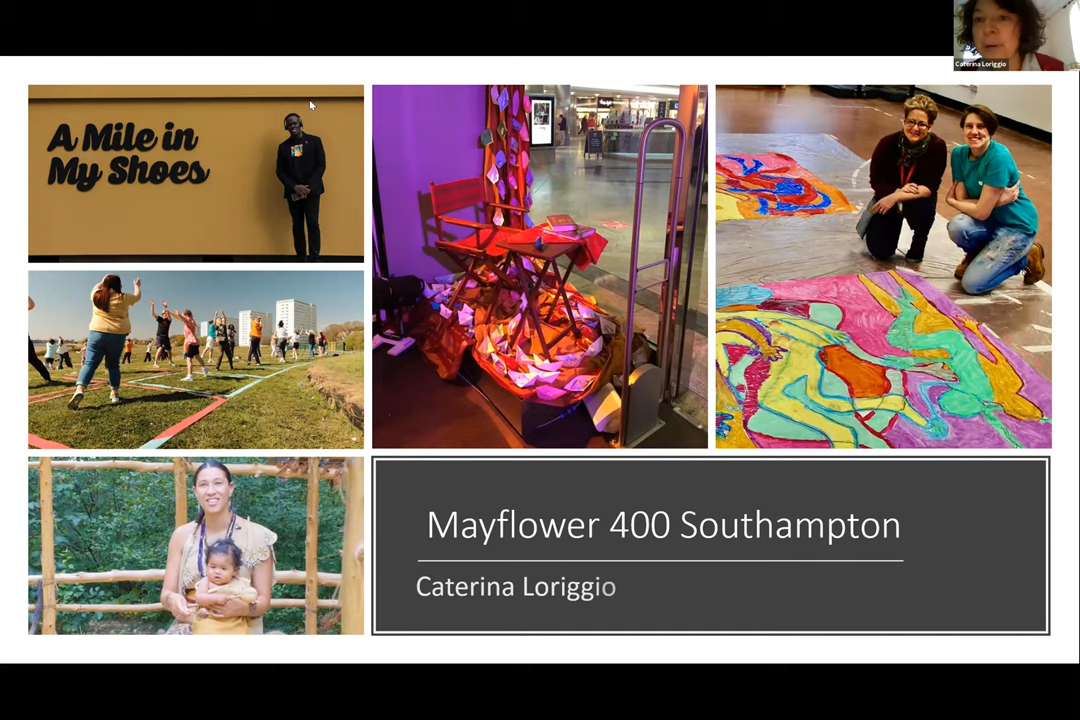 Caterina Loriggio
A Mile in
My Shoes
Mayflower 400 Southampton
Caterina Loriggio